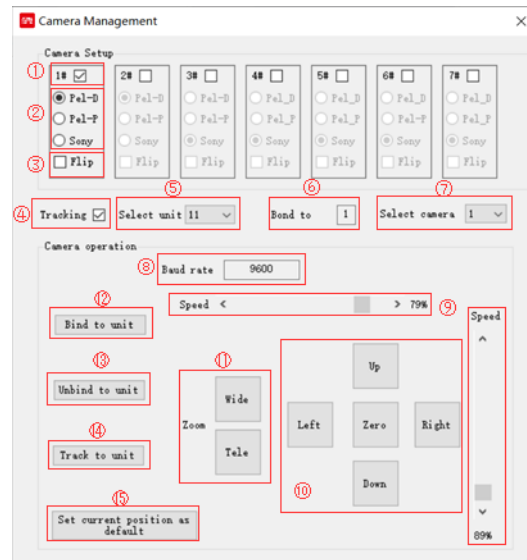 Camera Management
Camera Setup
① 1# 2# 3# 4# 5# 6# 7#
② Pel-D Pel-D Pel-D Pel_D Pel_D Pel_D Pel_D
Pel-P Pel-P Pel-P Pel_P Pel_P Pel_P Pel_P
Sony Sony Sony Sony Sony Sony Sony
③ Flip Flip Flip Flip Flip Flip Flip
⑤ ⑥ ⑦
④ Tracking Select unit 11 Bond to 1 Select camera 1
Camera operation
⑧ Baud rate 9600
Speed 79% ⑨
Speed
⑫
Bind to unit
⑬
Unbind to unit
⑭
Track to unit
⑮
Set current position as
default
⑪
Wide
Zoom
Tele
Up
Left Zero Right
Down
⑩
89%